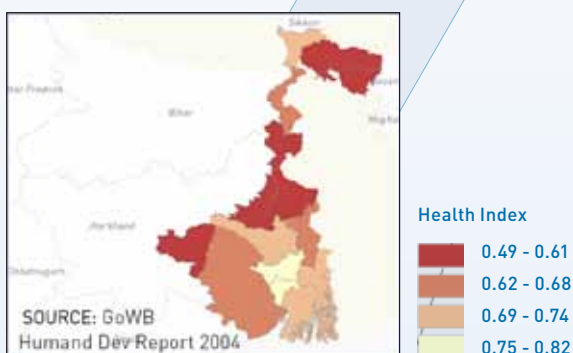 Sikkim
Bihar
Jharkhand
Health Index
0.49 - 0.61
0.62 - 0.68
0.69 - 0.74
0.75 - 0.82
SOURCE: GoWB
Humand Dev Report 2004